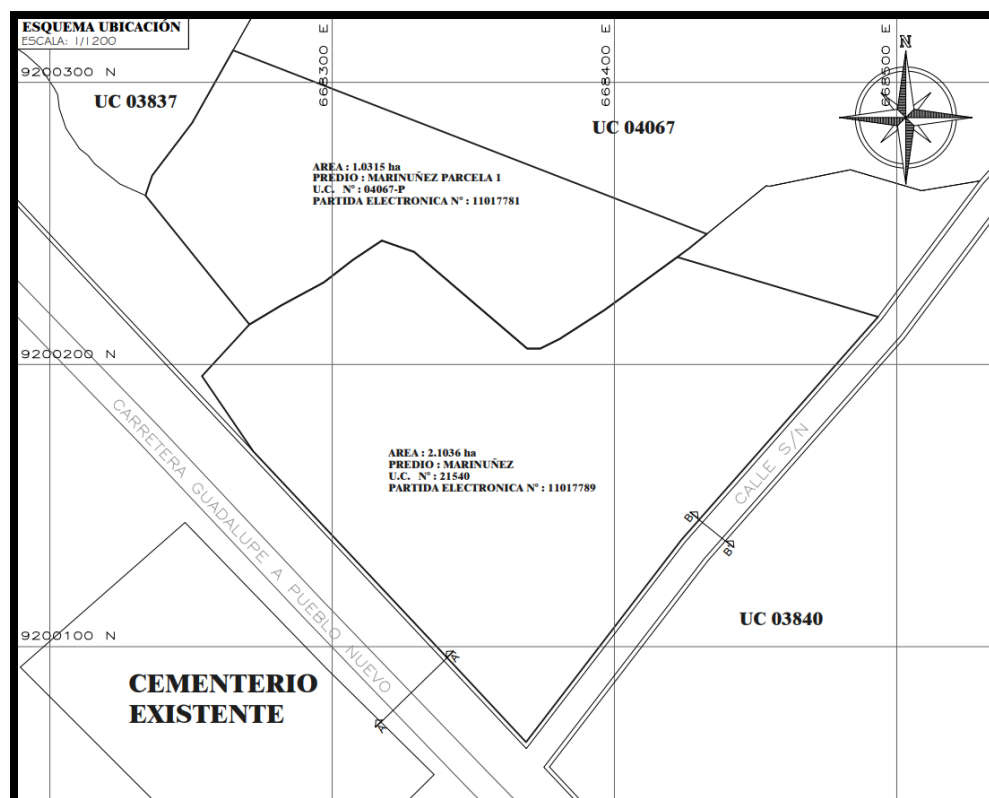 ESQUEMA UBICACIÓN
ESCALA: 1/1200
668300 E
668400 E
668500 E
N
9200300 N
UC 03837
UC 04067
AREA : 1.0315 ha
PREDIO : MARINUÑEZ PARCELA 1
U.C. N° : 04067-P
PARTIDA ELECTRONICA N° : 11017781
9200200 N
CARRETERA GUADALUPE A PUEBLO NUEVO
AREA : 2.1036 ha
PREDIO : MARINUÑEZ
U.C. N° : 21540
PARTIDA ELECTRONICA N° : 11017789
CALLE S/N
B
B
UC 03840
9200100 N
A
A
CEMENTERIO
EXISTENTE